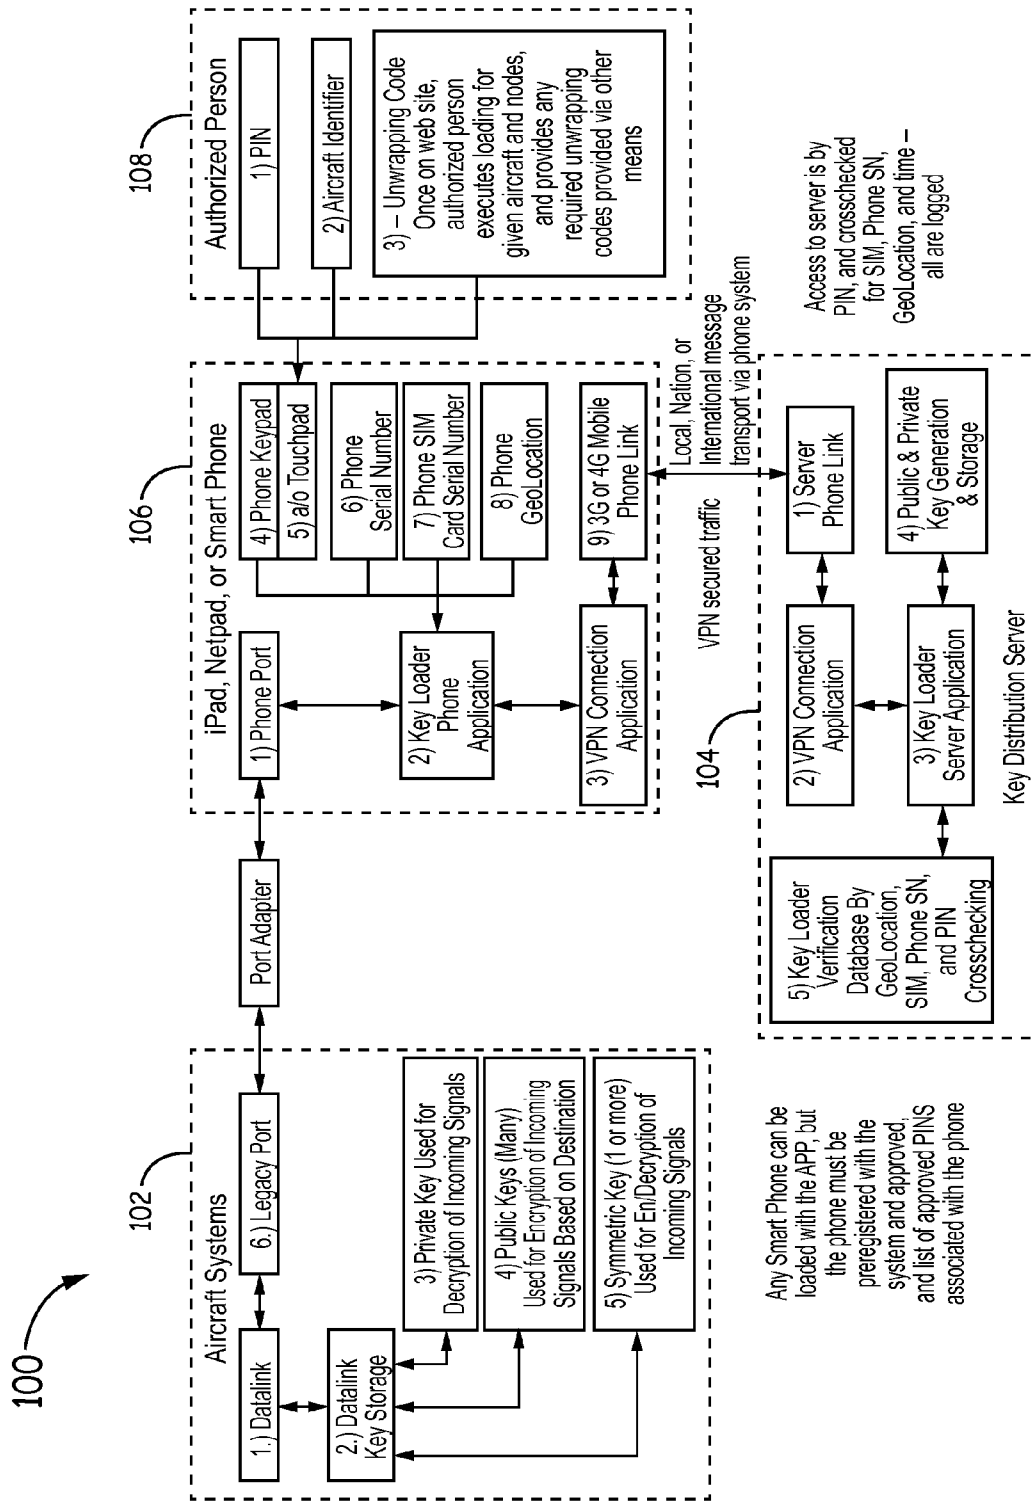 100
102
Aircraft Systems
1.) Datalink
6.) Legacy Port
2.) Datalink
Key Storage
3) Private Key Used for
Decryption of Incoming Signals
4) Public Keys (Many)
Used for Encryption of Incoming
Signals Based on Destination
5) Symmetric Key (1 or more)
Used for En/Decryption of
Incoming Signals
Port Adapter
106
iPad, Netpad, or Smart Phone
1) Phone Port
4) Phone Keypad
5) a/o Touchpad
6) Phone
Serial Number
7) Phone SIM
Card Serial Number
8) Phone
GeoLocation
2) Key Loader
Phone
Application
3) VPN Connection
Application
9) 3G or 4G Mobile
Phone Link
108
Authorized Person
1) PIN
2) Aircraft Identifier
3) – Unwrapping Code
Once on web site,
authorized person
executes loading for
given aircraft and nodes,
and provides any
required unwrapping
codes provided via other
means
VPN secured traffic
Local, Nation, or
International message
transport via phone system
Any Smart Phone can be
loaded with the APP, but
the phone must be
preregistered with the
system and approved,
and list of approved PINS
associated with the phone
104
5) Key Loader
Verification
Database By
GeoLocation,
SIM, Phone SN,
and PIN
Crosschecking
2) VPN Connection
Application
1) Server
Phone Link
3) Key Loader
Server Application
4) Public & Private
Key Generation
& Storage
Key Distribution Server
Access to server is by
PIN, and crosschecked
for SIM, Phone SN,
GeoLocation, and time –
all are logged